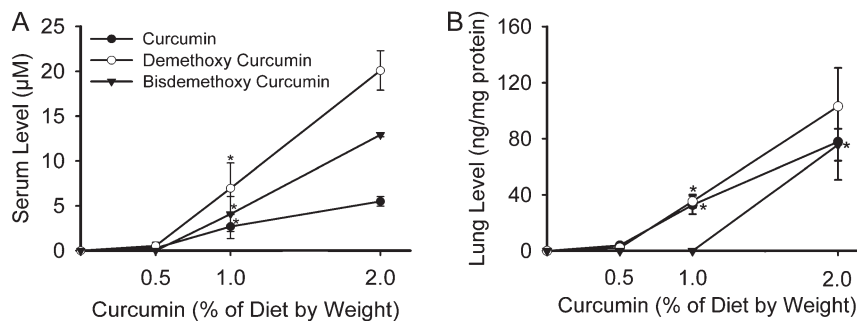 A
Serum Level (µM)
25
20
15
10
5
0
Curcumin
Demethoxy Curcumin
Bisdemethoxy Curcumin
*
*
*
0.5 1.0 2.0
Curcumin (% of Diet by Weight)
B
Lung Level (ng/mg protein)
160
120
80
40
0
*
*
*
0.5 1.0 2.0
Curcumin (% of Diet by Weight)